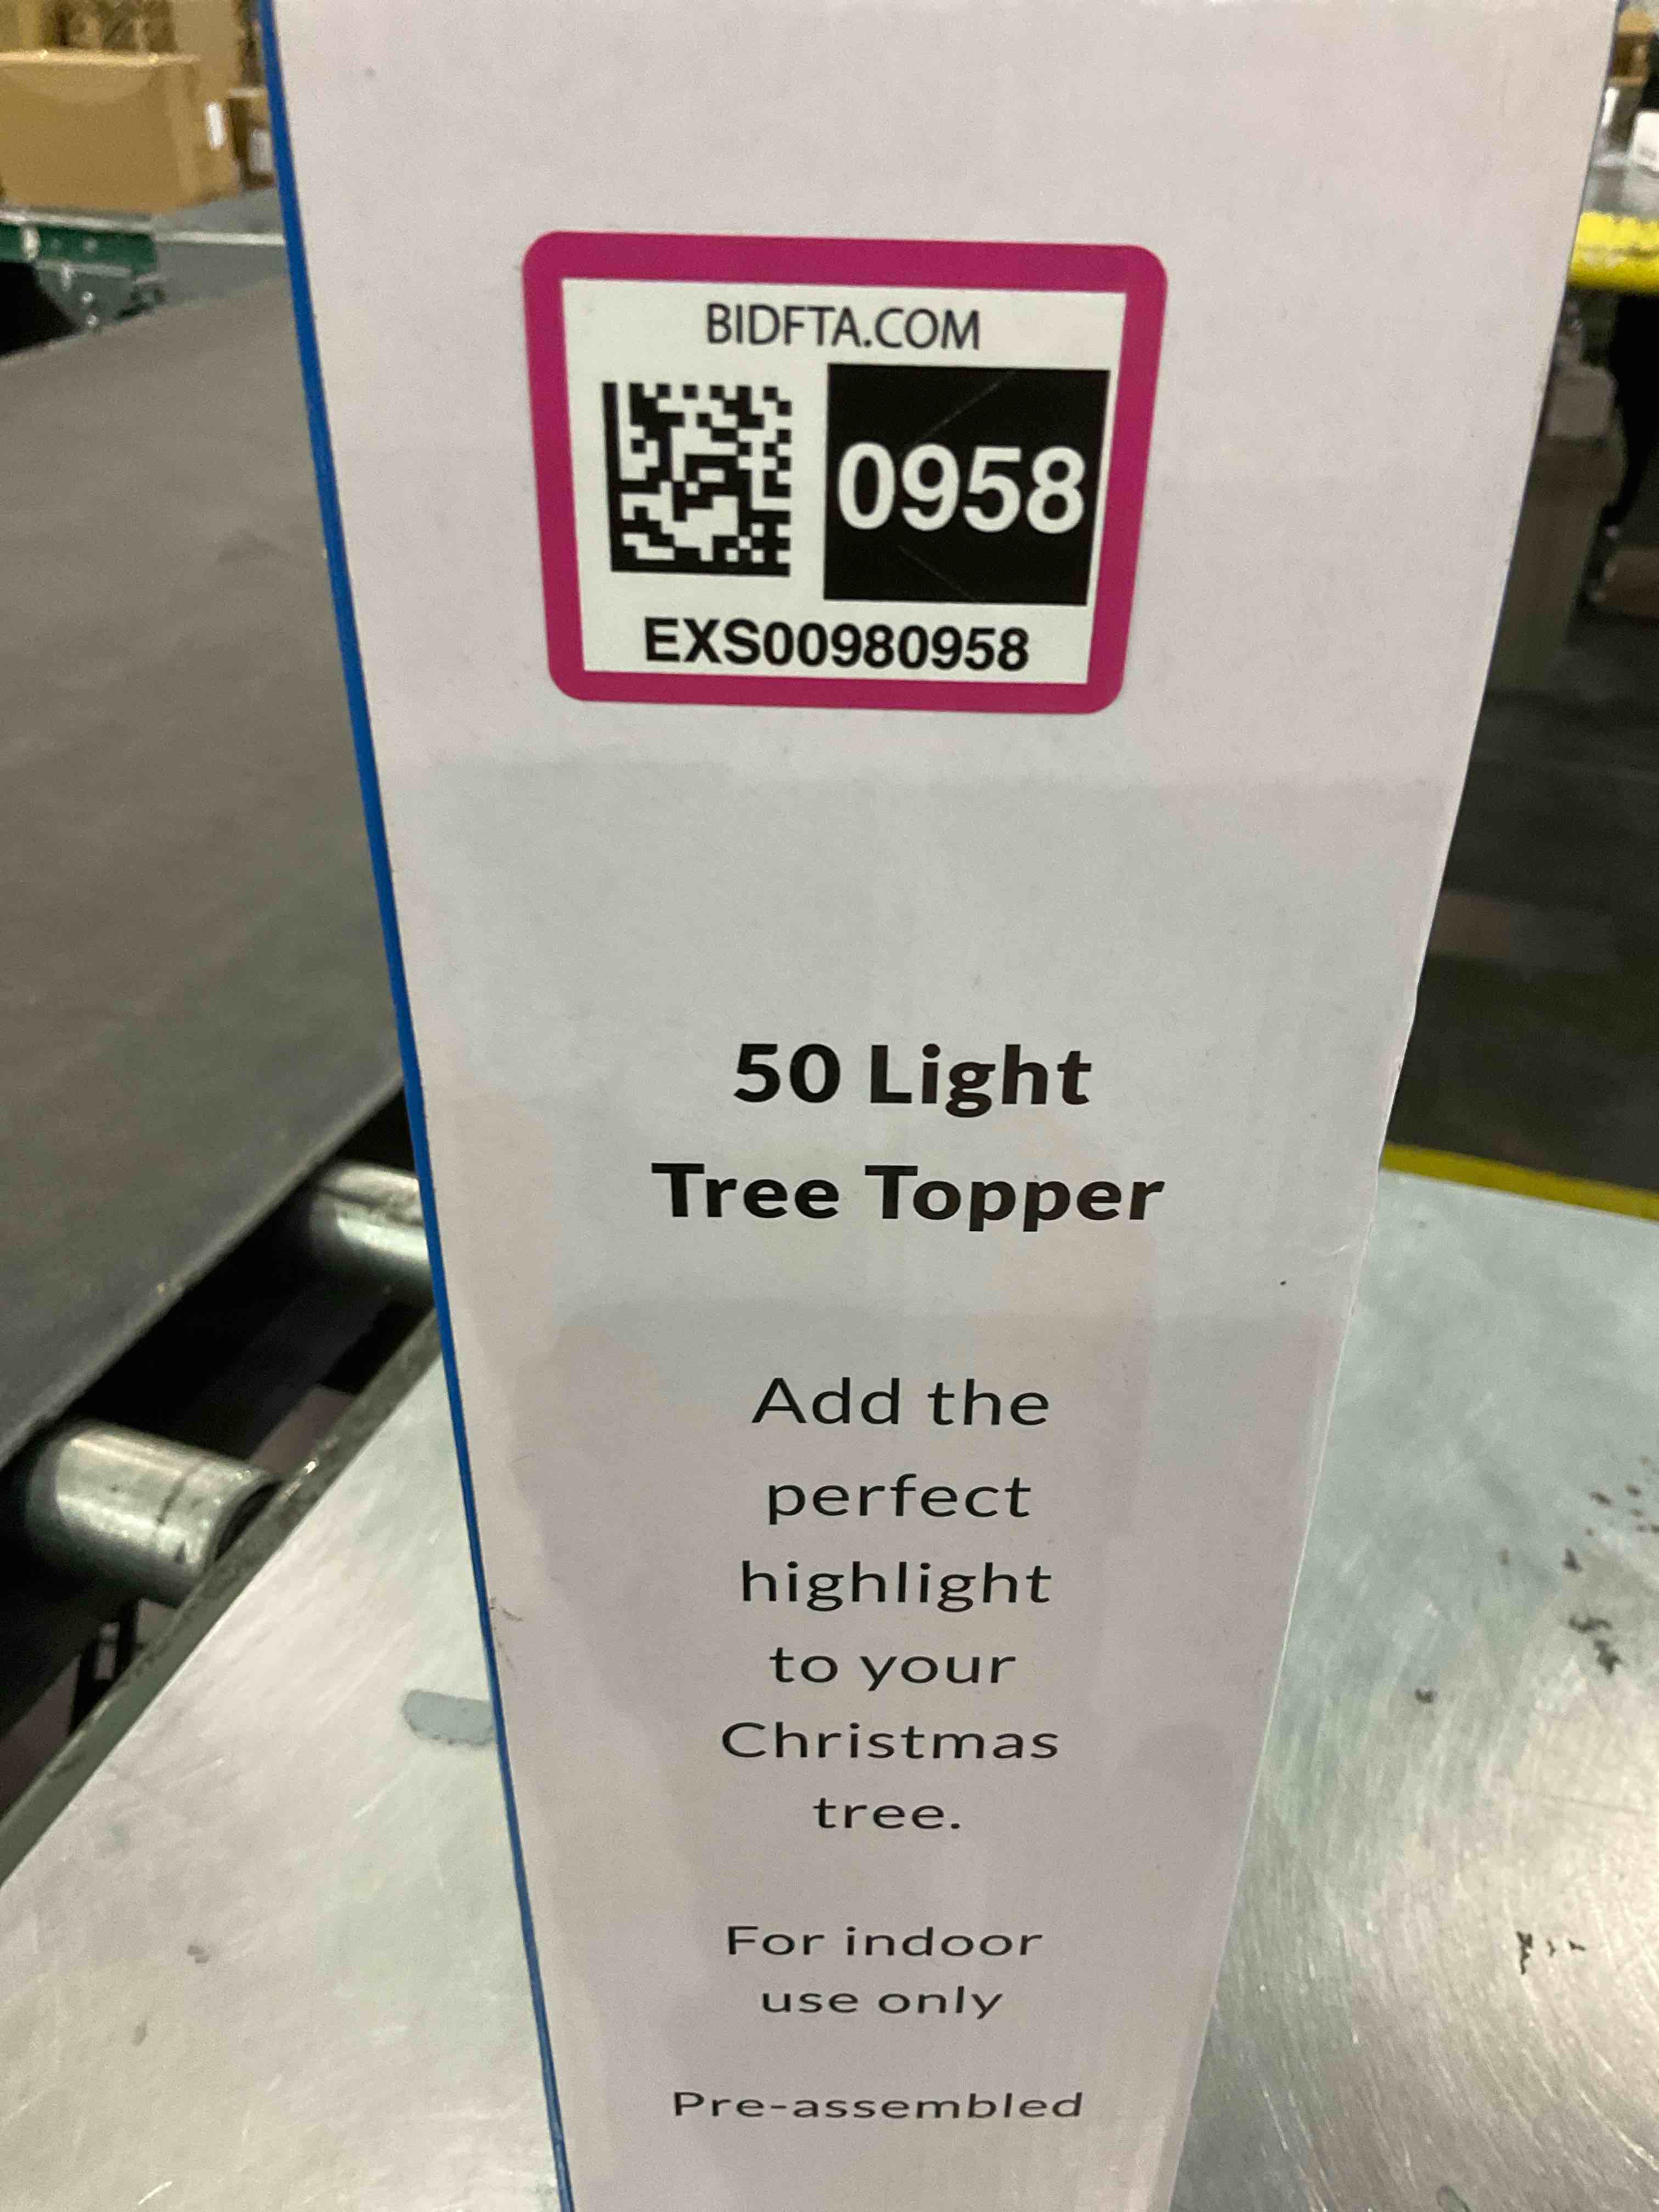 BIDFTA.COM
0958
EXS00980958
50 Light
Tree Topper
Add the
perfect
highlight
to your
Christmas
tree.
For indoor
use only
Pre-assembled